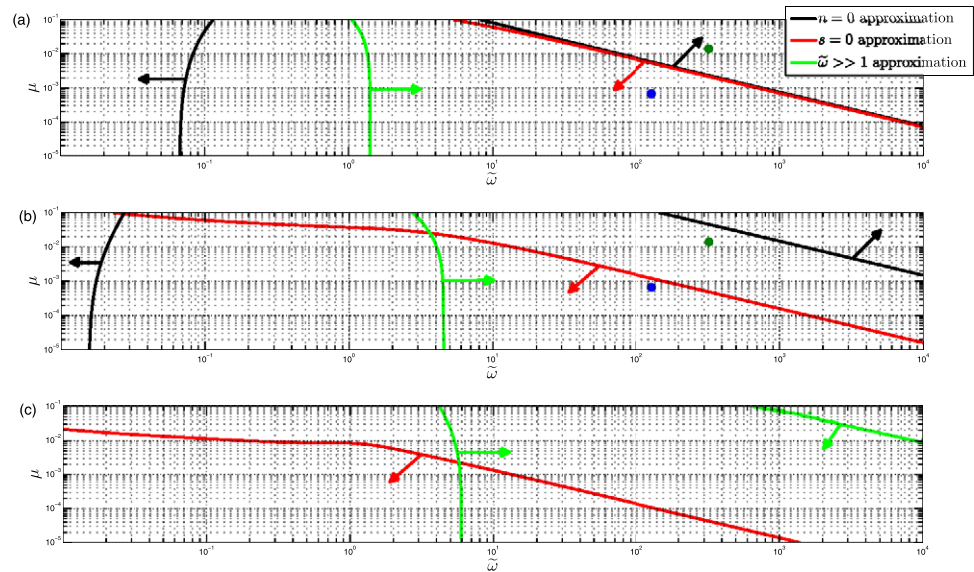 (a)
n = 0 approximation
s = 0 approximation
ω̃ >> 1 approximation
10⁻¹
10⁻²
10⁻³
10⁻⁴
10⁻⁵
μ
10⁻¹ 10⁰ 10¹ 10² 10³ 10⁴
ω̃
(b)
10⁻¹
10⁻²
10⁻³
10⁻⁴
10⁻⁵
μ
10⁻¹ 10⁰ 10¹ 10² 10³ 10⁴
ω̃
(c)
10⁻¹
10⁻²
10⁻³
10⁻⁴
10⁻⁵
μ
10⁻¹ 10⁰ 10¹ 10² 10³ 10⁴
ω̃